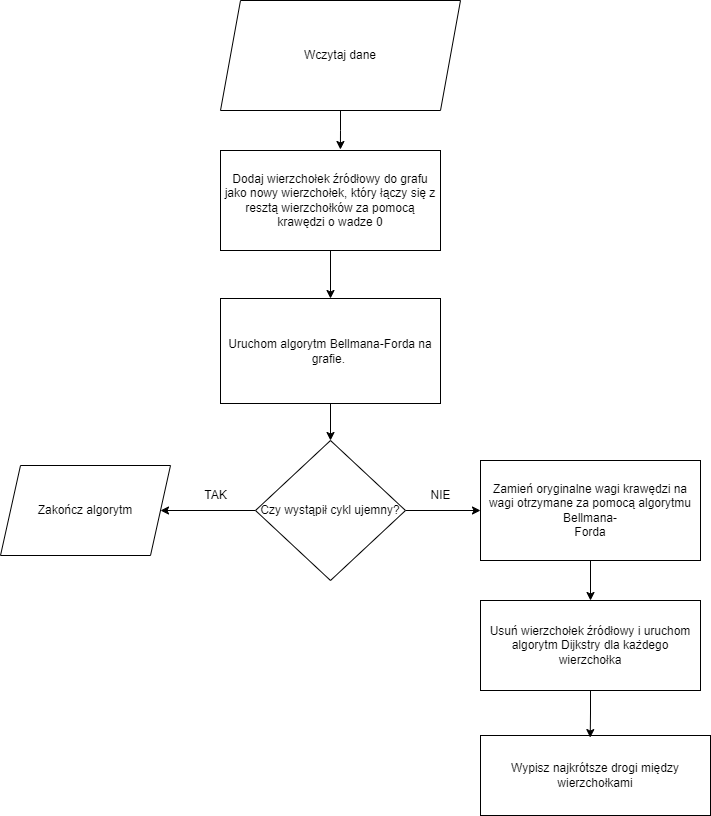 Wczytaj dane
Dodaj wierzchołek źródłowy do grafu
jako nowy wierzchołek, który łączy się z
resztą wierzchołków za pomocą
krawędzi o wadze 0
Uruchom algorytm Bellmana-Forda na
grafie.
Zakończ algorytm
TAK
Czy wystąpił cykl ujemny?
NIE
Zamień oryginalne wagi krawędzi na
wagi otrzymane za pomocą algorytmu
Bellmana-
Forda
Usuń wierzchołek źródłowy i uruchom
algorytm Dijkstry dla każdego
wierzchołka
Wypisz najkrótsze drogi między
wierzchołkami